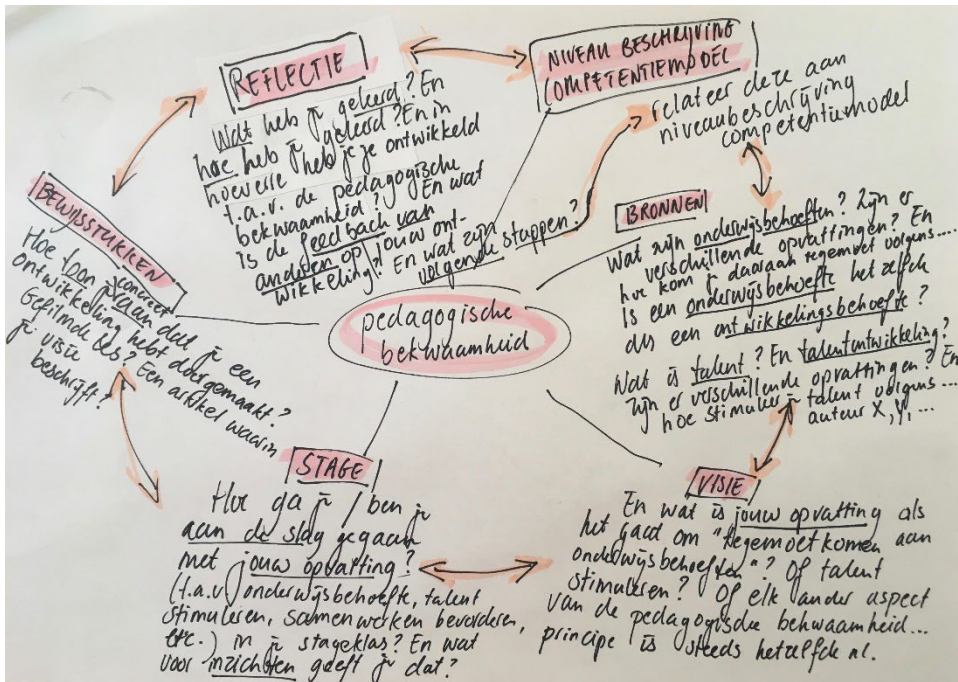 REFLECTIE
Wat heb je geleerd? En
hoe heb je geleerd? En in
hoeverre heb je je ontwikkeld
t.a.v. de pedagogische
bekwaamheid? En wat
is de feedback van
anderen op jouw ont-
wikkeling? En wat zijn
volgende stappen?
NIVEAU BESCHRIJVING
COMPETENTIEMODEL
relateer deze aan
niveaubeschrijving
competentiemodel
BRONNEN
Wat zijn onderwijsbehoeften? Zijn er
verschillende opvattingen? En
hoe kom je daaraan tegemoet volgens....
Is een onderwijsbehoefte hetzelfde
als een ontwikkelingsbehoefte?
Wat is talent? En talentontwikkeling?
Zijn er verschillende opvattingen? En
hoe stimuleer je talent volgens...
auteur X, Y, ...
BEWIJSSTUKKEN
Hoe toon je concreet aan dat je een
ontwikkeling hebt doorgemaakt?
Gefilmde les? Een artikel waarin
je visie
beschrijft?
pedagogische
bekwaamheid
STAGE
Hoe ga je / ben je
aan de slag gegaan
met jouw opvatting?
(t.a.v. onderwijsbehoefte, talent
stimuleren, samenwerken bevorderen,
etc.) in je stageklas? En wat
voor inzichten geeft je dat?
VISIE
En wat is jouw opvatting als
het gaat om "tegemoetkomen aan
onderwijsbehoeften"? Of talent
stimuleren? Of elk ander aspect
van de pedagogische bekwaamheid...
principe is steeds hetzelfde nl.